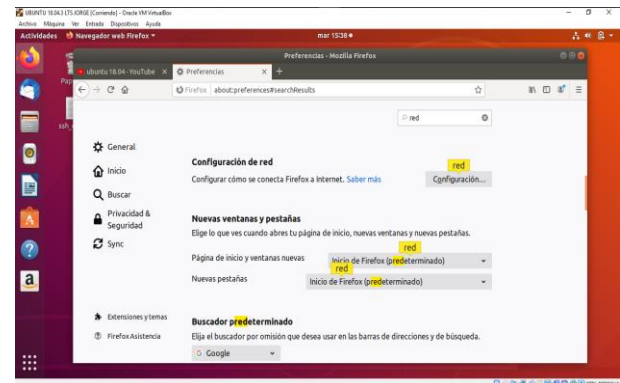 UBUNTU 18.04.3 LTS JORGE [Corriendo] - Oracle VM VirtualBox
Archivo Máquina Ver Entrada Dispositivos Ayuda
Actividades Navegador web Firefox mar 15:38
Preferencias - Mozilla Firefox
ubuntu 18.04 - YouTube Preferencias
Firefox about:preferences#searchResults
Pap
ssh_
red
General
Inicio
Buscar
Privacidad &
Seguridad
Sync
Extensiones y temas
Firefox Asistencia
Configuración de red
red
Configurar cómo se conecta Firefox a Internet. Saber más Configuración...
Nuevas ventanas y pestañas
Elige lo que ves cuando abres tu página de inicio, nuevas ventanas y nuevas pestañas.
red
Página de inicio y ventanas nuevas Inicio de Firefox (predeterminado)
red
Nuevas pestañas Inicio de Firefox (predeterminado)
Buscador predeterminado
Elija el buscador por omisión que desea usar en las barras de direcciones y de búsqueda.
G Google